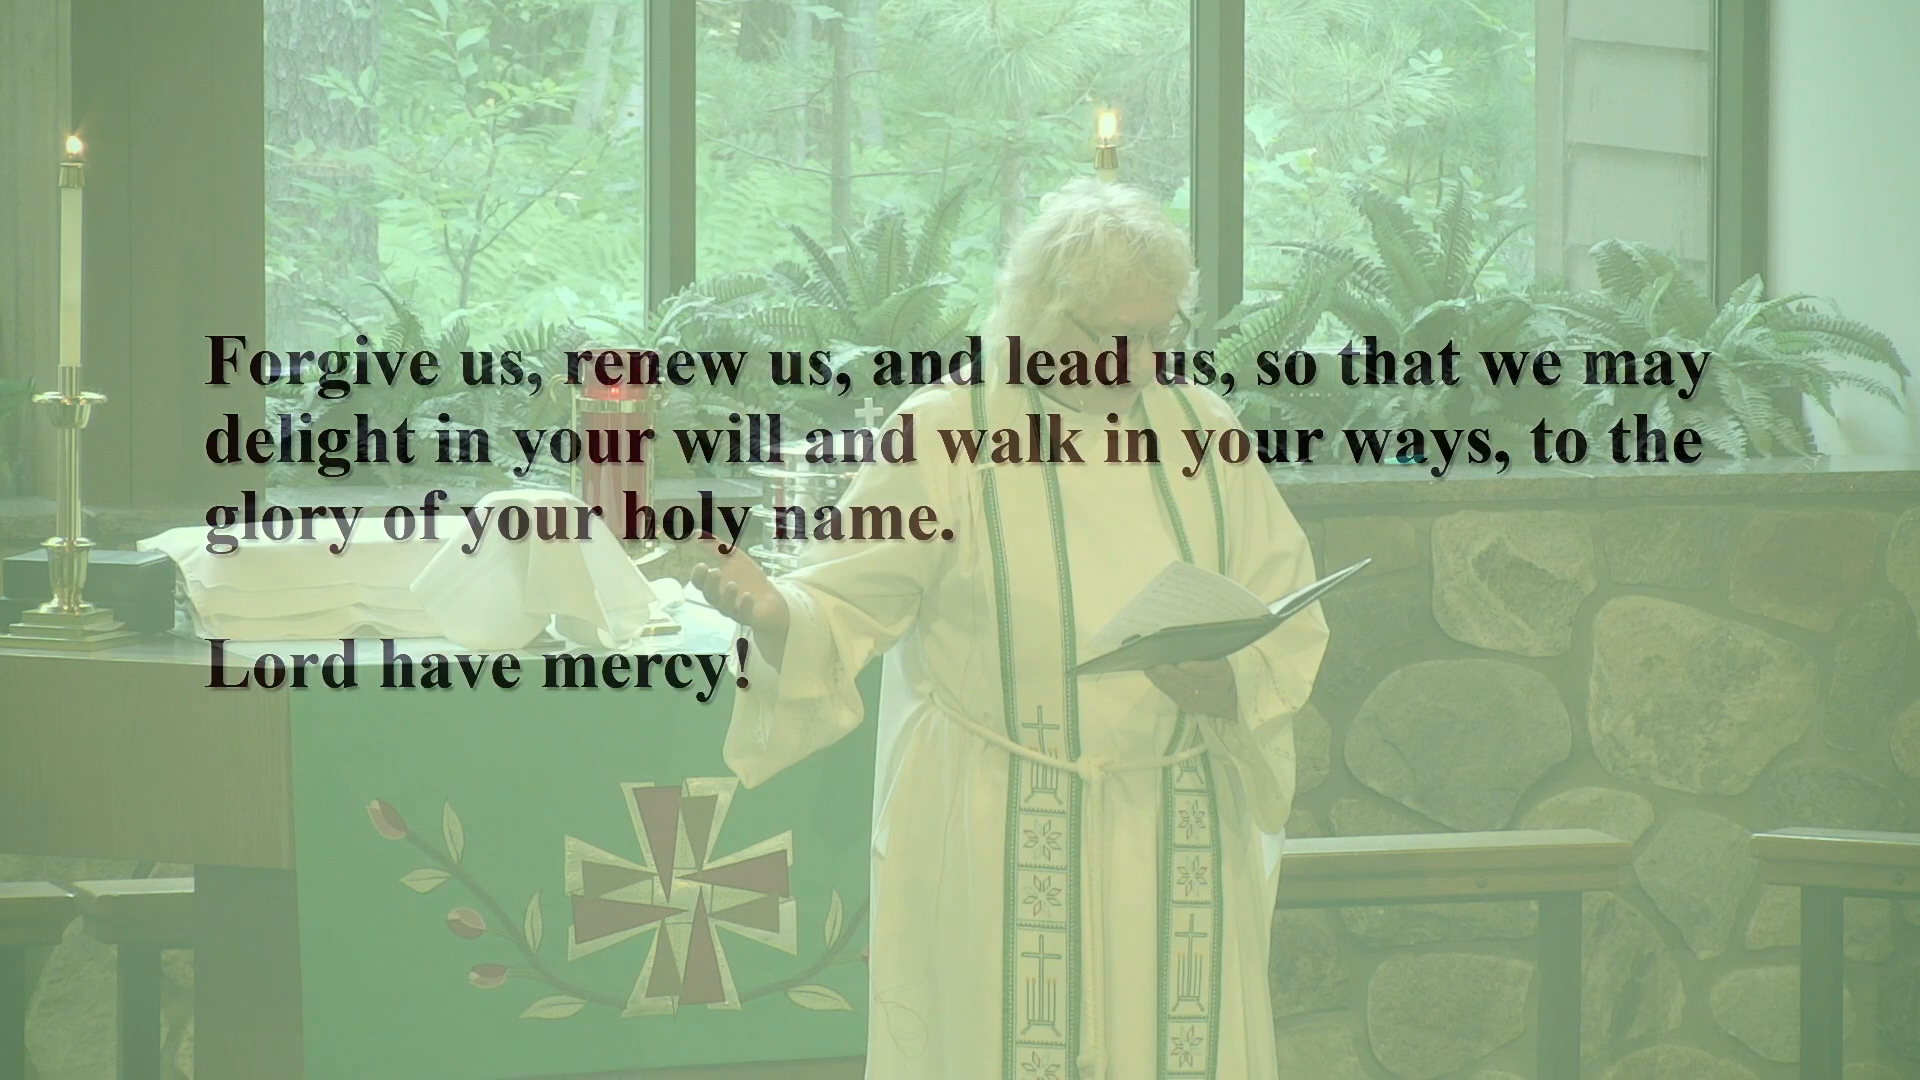 Forgive us, renew us, and lead us, so that we may
delight in your will and walk in your ways, to the
glory of your holy name.
Lord have mercy!